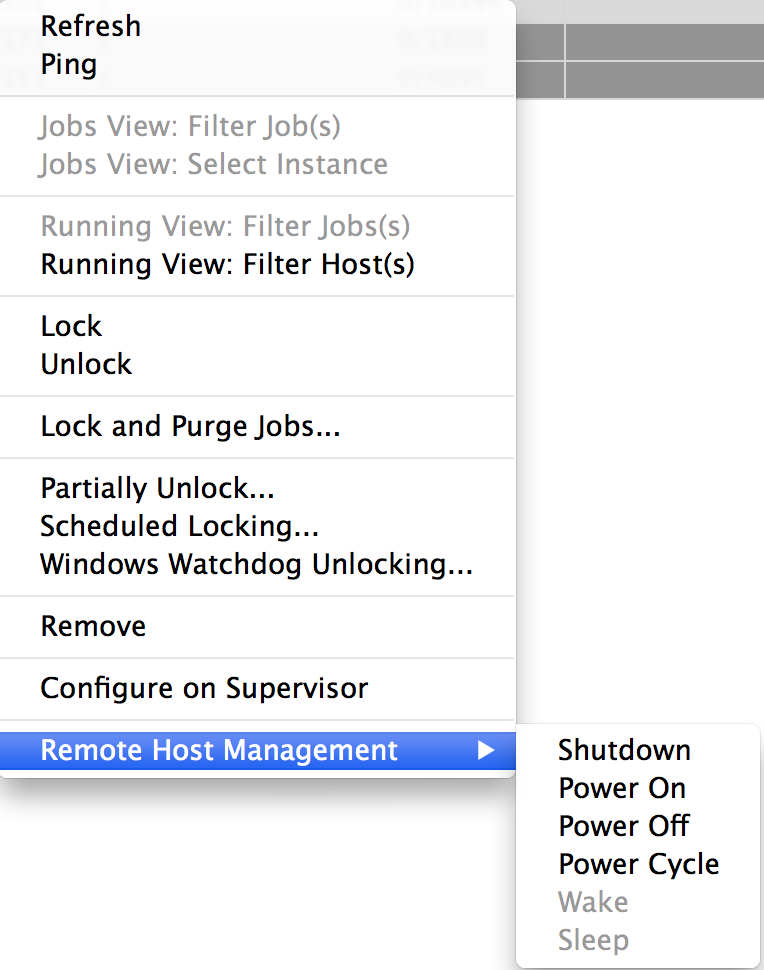 Refresh
Ping
Jobs View: Filter Job(s)
Jobs View: Select Instance
Running View: Filter Jobs(s)
Running View: Filter Host(s)
Lock
Unlock
Lock and Purge Jobs...
Partially Unlock...
Scheduled Locking...
Windows Watchdog Unlocking...
Remove
Configure on Supervisor
Remote Host Management
Shutdown
Power On
Power Off
Power Cycle
Wake
Sleep